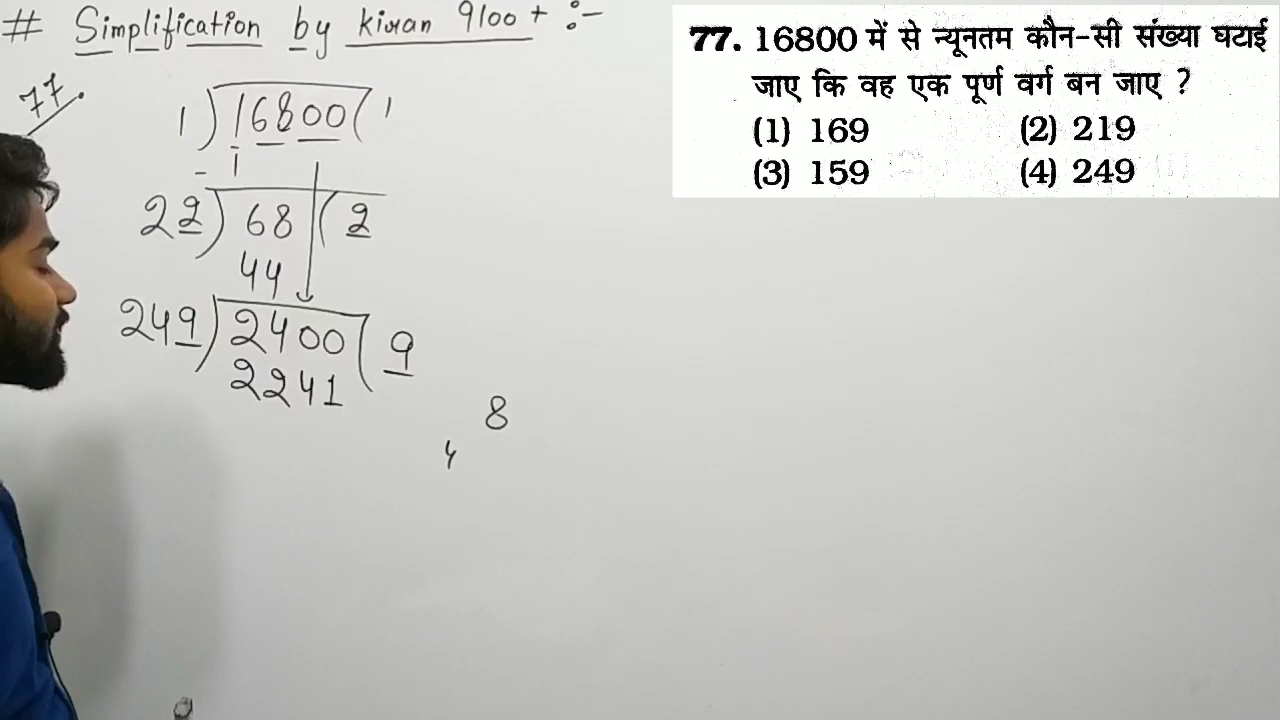 # Simplification by kiran 9100+ :-
77. 16800 में से न्यूनतम कौन-सी संख्या घटाई
जाए कि वह एक पूर्ण वर्ग बन जाए ?
(1) 169 (2) 219
(3) 159 (4) 249
77.
1)16800(1
- 1
22)68(2
44
249)2400(9
2241
8
4